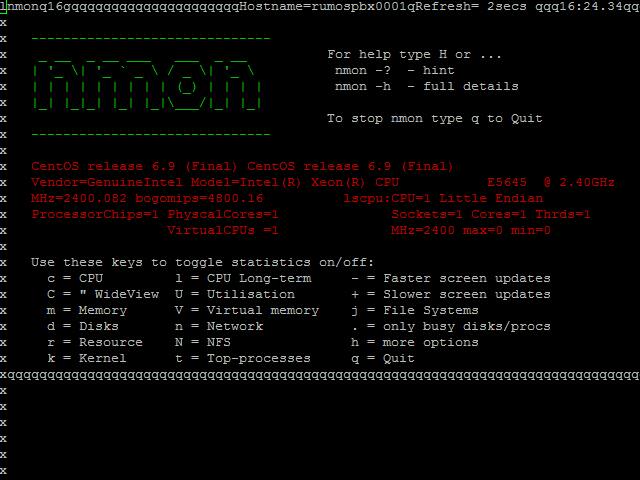 lnmonq16gqqqqqqqqqqqqqqqqqqqqqHostname=rumospbx0001qRefresh= 2secs qqq16:24.34qq
x
x   ------------------------------
x    _ __  _ __ ___   ___  _ __      For help type H or ...
x   | '_ \| '_ ` _ \ / _ \| '_ \      nmon -?  - hint
x   | | | | | | | | | (_) | | | |     nmon -h  - full details
x   |_| |_|_| |_| |_|\___/|_| |_|
x                                    To stop nmon type q to Quit
x   ------------------------------
x
x   CentOS release 6.9 (Final) CentOS release 6.9 (Final)
x   Vendor=GenuineIntel Model=Intel(R) Xeon(R) CPU           E5645  @ 2.40GHz
x   MHz=2400.082 bogomips=4800.16          lscpu:CPU=1 Little Endian
x   ProcessorChips=1 PhyscalCores=1              Sockets=1 Cores=1 Thrds=1
x                    VirtualCPUs =1              MHz=2400 max=0 min=0
x
x   Use these keys to toggle statistics on/off:
x     c = CPU         l = CPU Long-term     - = Faster screen updates
x     C = " WideView  U = Utilisation       + = Slower screen updates
x     m = Memory      V = Virtual memory    j = File Systems
x     d = Disks       n = Network           . = only busy disks/procs
x     r = Resource    N = NFS               h = more options
x     k = Kernel      t = Top-processes     q = Quit
xqqqqqqqqqqqqqqqqqqqqqqqqqqqqqqqqqqqqqqqqqqqqqqqqqqqqqqqqqqqqqqqqqqqqqqqqqqqqqqq
x
x
x
x
x
x